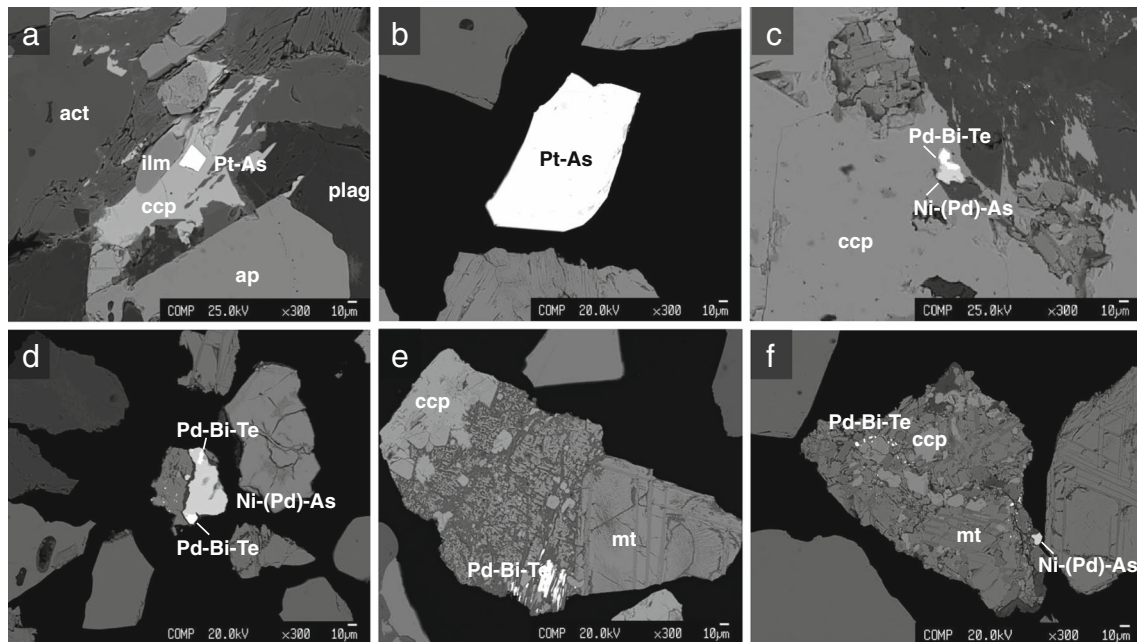 a
act
ilm
Pt-As
ccp
plag
ap
COMP 25.0kV ×300 10µm
b
Pt-As
COMP 20.0kV ×300 10µm
c
Pd-Bi-Te
Ni-(Pd)-As
ccp
COMP 25.0kV ×300 10µm
d
Pd-Bi-Te
Ni-(Pd)-As
Pd-Bi-Te
COMP 20.0kV ×300 10µm
e
ccp
mt
Pd-Bi-Te
COMP 20.0kV ×300 10µm
f
Pd-Bi-Te
ccp
mt
Ni-(Pd)-As
COMP 20.0kV ×300 10µm